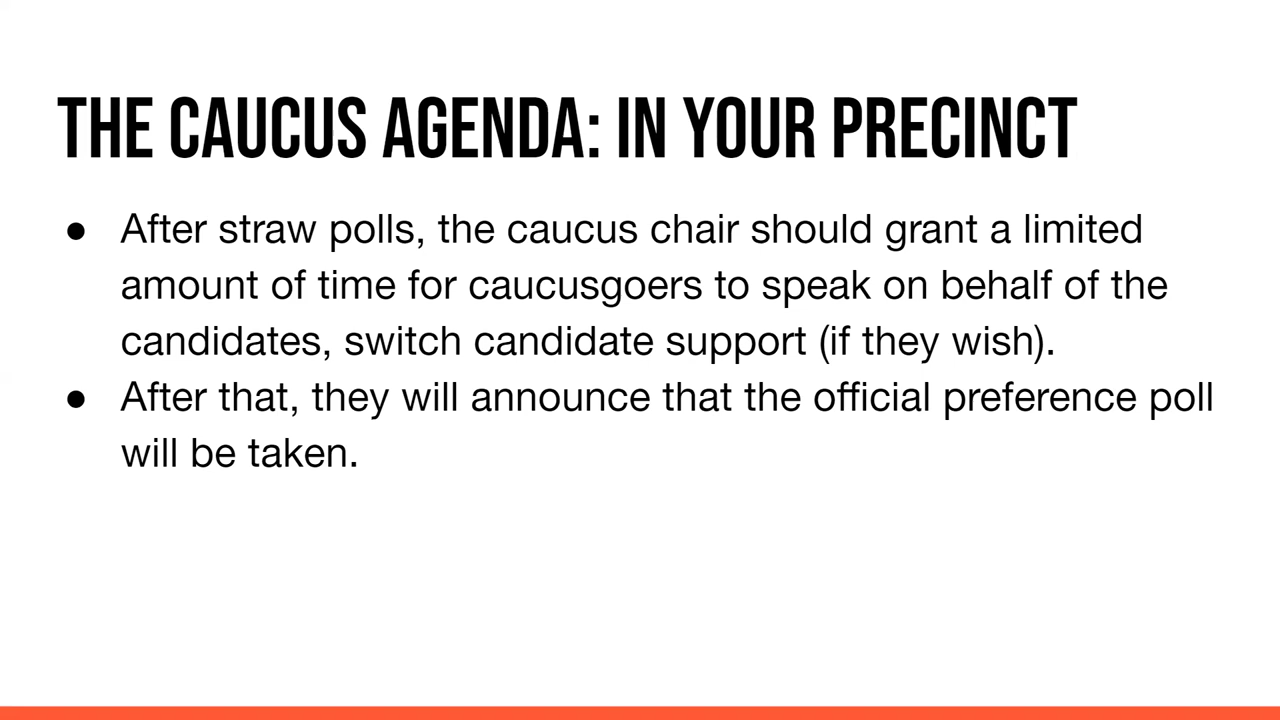 THE CAUCUS AGENDA: IN YOUR PRECINCT
● After straw polls, the caucus chair should grant a limited
amount of time for caucusgoers to speak on behalf of the
candidates, switch candidate support (if they wish).
● After that, they will announce that the official preference poll
will be taken.